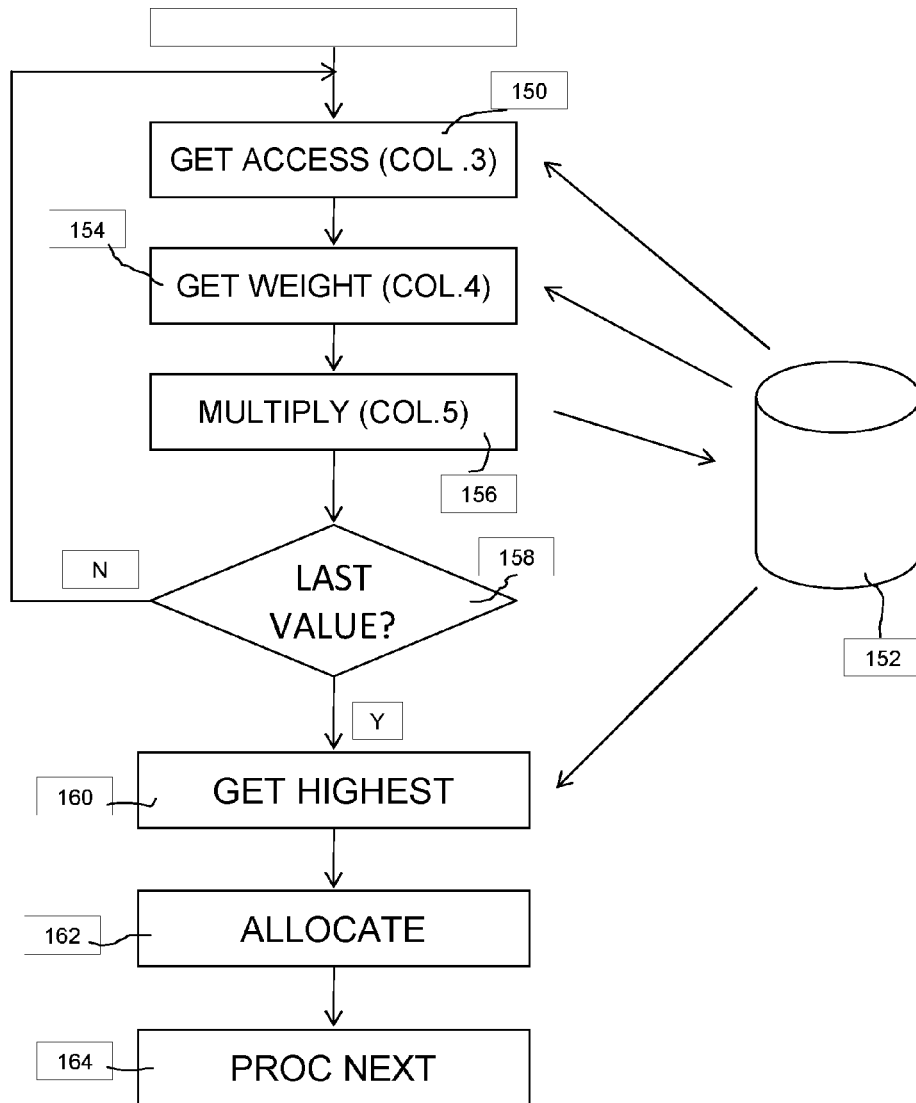 150
GET ACCESS (COL .3)
154
GET WEIGHT (COL.4)
MULTIPLY (COL.5)
156
N
LAST
VALUE?
158
152
Y
160
GET HIGHEST
162
ALLOCATE
164
PROC NEXT